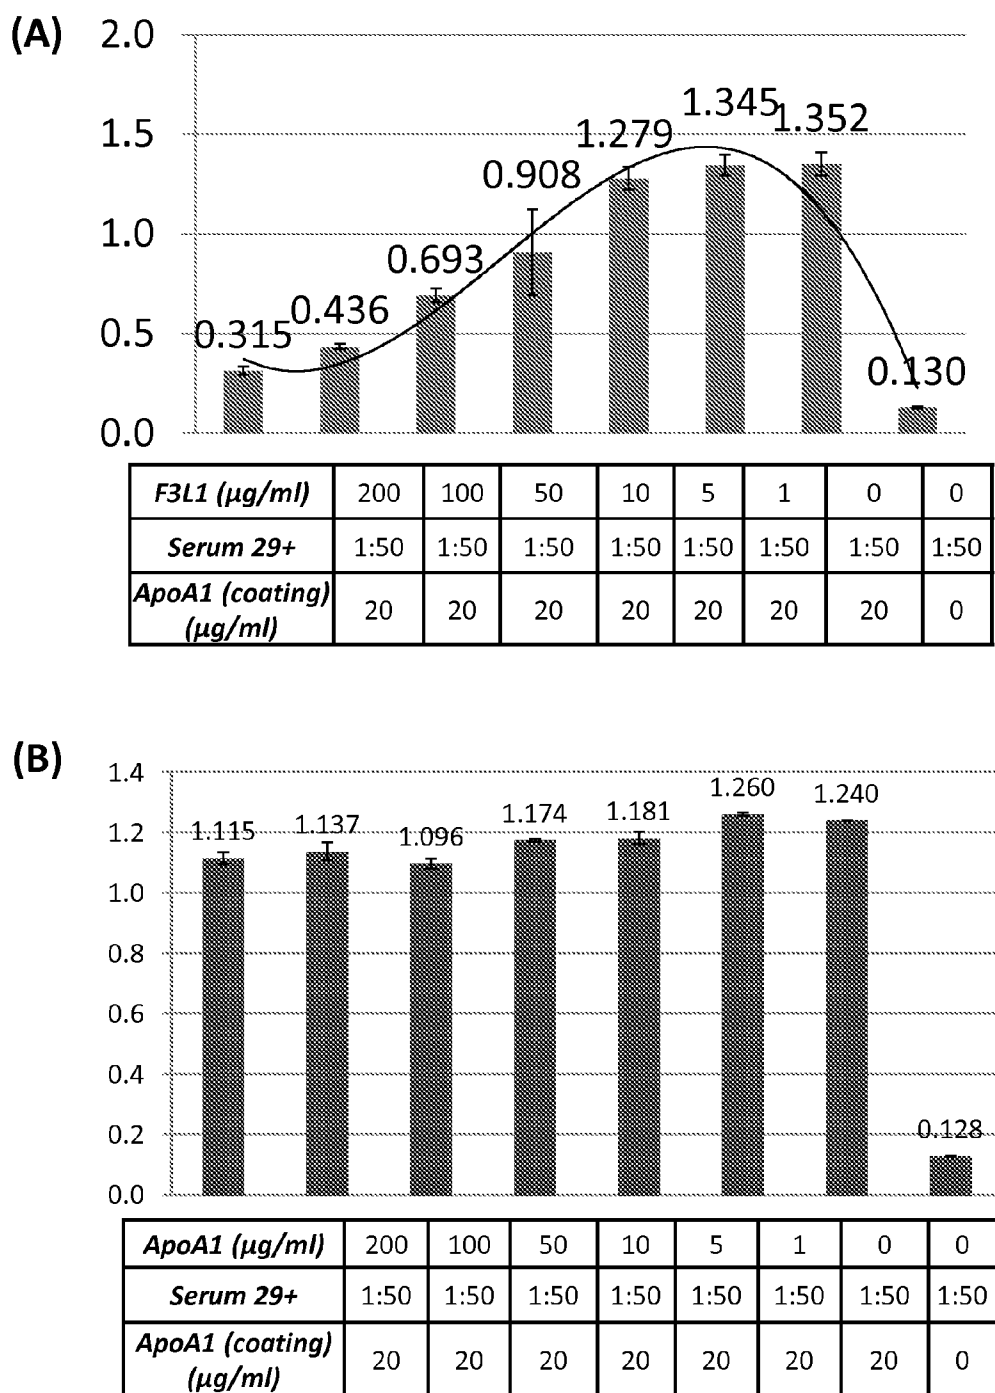 (A)
2.0
1.5
1.0
0.5
0.0
0.315
0.436
0.693
0.908
1.279
1.345
1.352
0.130
F3L1 (µg/ml) 200 100 50 10 5 1 0 0
Serum 29+ 1:50 1:50 1:50 1:50 1:50 1:50 1:50 1:50
ApoA1 (coating)
(µg/ml) 20 20 20 20 20 20 20 0
(B)
1.4
1.2
1.0
0.8
0.6
0.4
0.2
0.0
1.115
1.137
1.096
1.174
1.181
1.260
1.240
0.128
ApoA1 (µg/ml) 200 100 50 10 5 1 0 0
Serum 29+ 1:50 1:50 1:50 1:50 1:50 1:50 1:50 1:50
ApoA1 (coating)
(µg/ml) 20 20 20 20 20 20 20 0